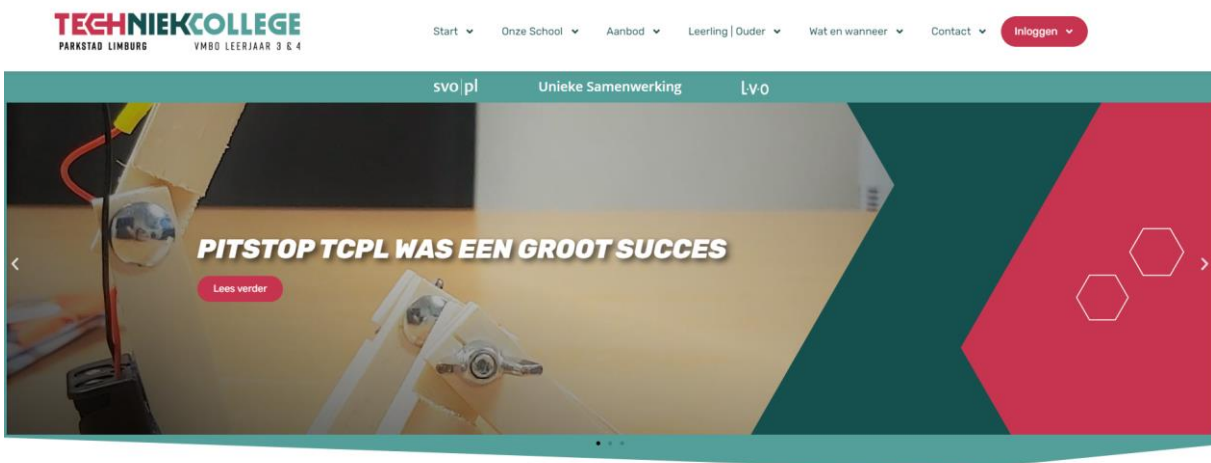 TECHNIEKCOLLEGE
PARKSTAD LIMBURG VMBO LEERJAAR 3 & 4
Start Onze School Aanbod Leerling | Ouder Wat en wanneer Contact Inloggen
svo|pl Unieke Samenwerking L·v·o
PITSTOP TCPL WAS EEN GROOT SUCCES
Lees verder